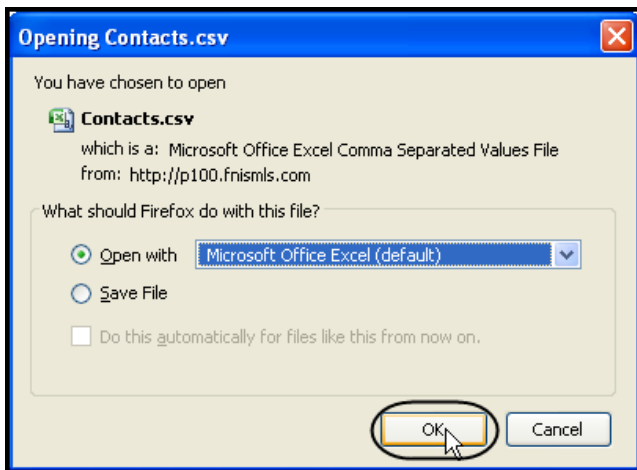 Opening Contacts.csv
You have chosen to open
Contacts.csv
which is a: Microsoft Office Excel Comma Separated Values File
from: http://p100.fnismls.com
What should Firefox do with this file?
Open with Microsoft Office Excel (default)
Save File
Do this automatically for files like this from now on.
OK Cancel